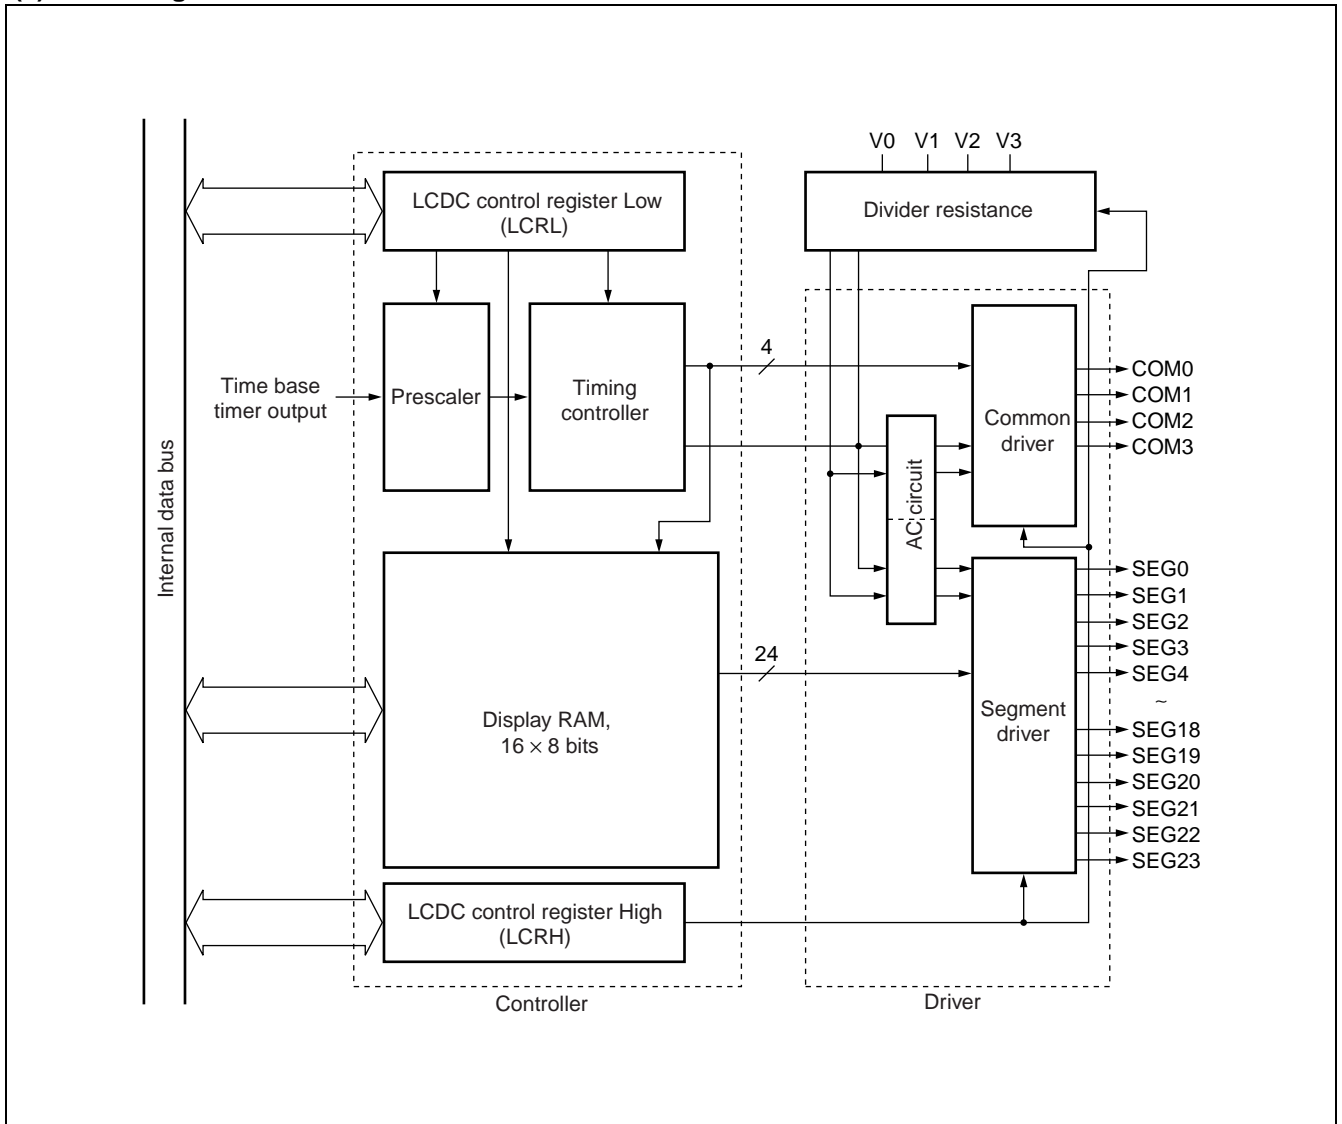 V0 V1 V2 V3
LCDC control register Low
(LCRL)
Divider resistance
4
Time base
timer output
Prescaler
Timing
controller
Common
driver
COM0
COM1
COM2
COM3
Internal data bus
AC circuit
SEG0
SEG1
SEG2
SEG3
SEG4
~
SEG18
SEG19
SEG20
SEG21
SEG22
SEG23
24
Segment
driver
Display RAM,
16 × 8 bits
LCDC control register High
(LCRH)
Controller
Driver